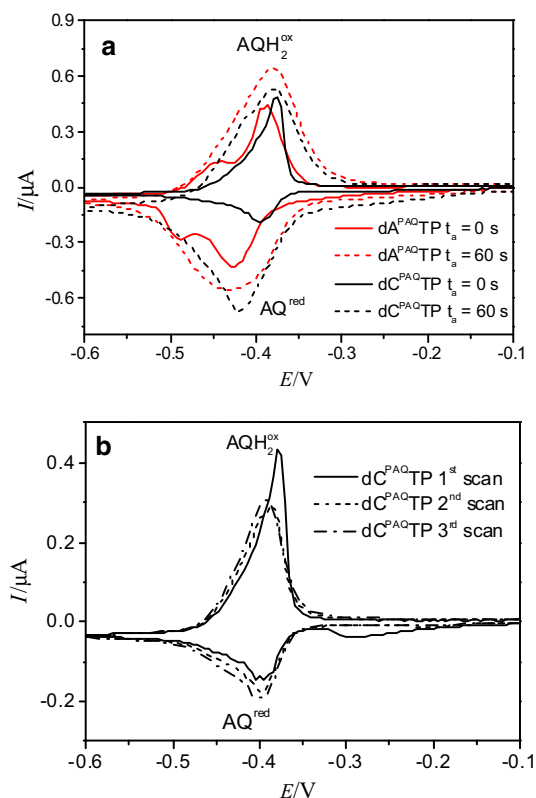 a
AQH₂ᵒˣ
I/µA
0.9
0.6
0.3
0.0
-0.3
-0.6
dAᴾᴬQTP tₐ = 0 s
dAᴾᴬQTP tₐ = 60 s
dCᴾᴬQTP tₐ = 0 s
dCᴾᴬQTP tₐ = 60 s
AQʳᵉᵈ
-0.6 -0.5 -0.4 -0.3 -0.2 -0.1
E/V
b
AQH₂ᵒˣ
I/µA
0.4
0.2
0.0
-0.2
dCᴾᴬQTP 1ˢᵗ scan
dCᴾᴬQTP 2ⁿᵈ scan
dCᴾᴬQTP 3ʳᵈ scan
AQʳᵉᵈ
-0.6 -0.5 -0.4 -0.3 -0.2 -0.1
E/V